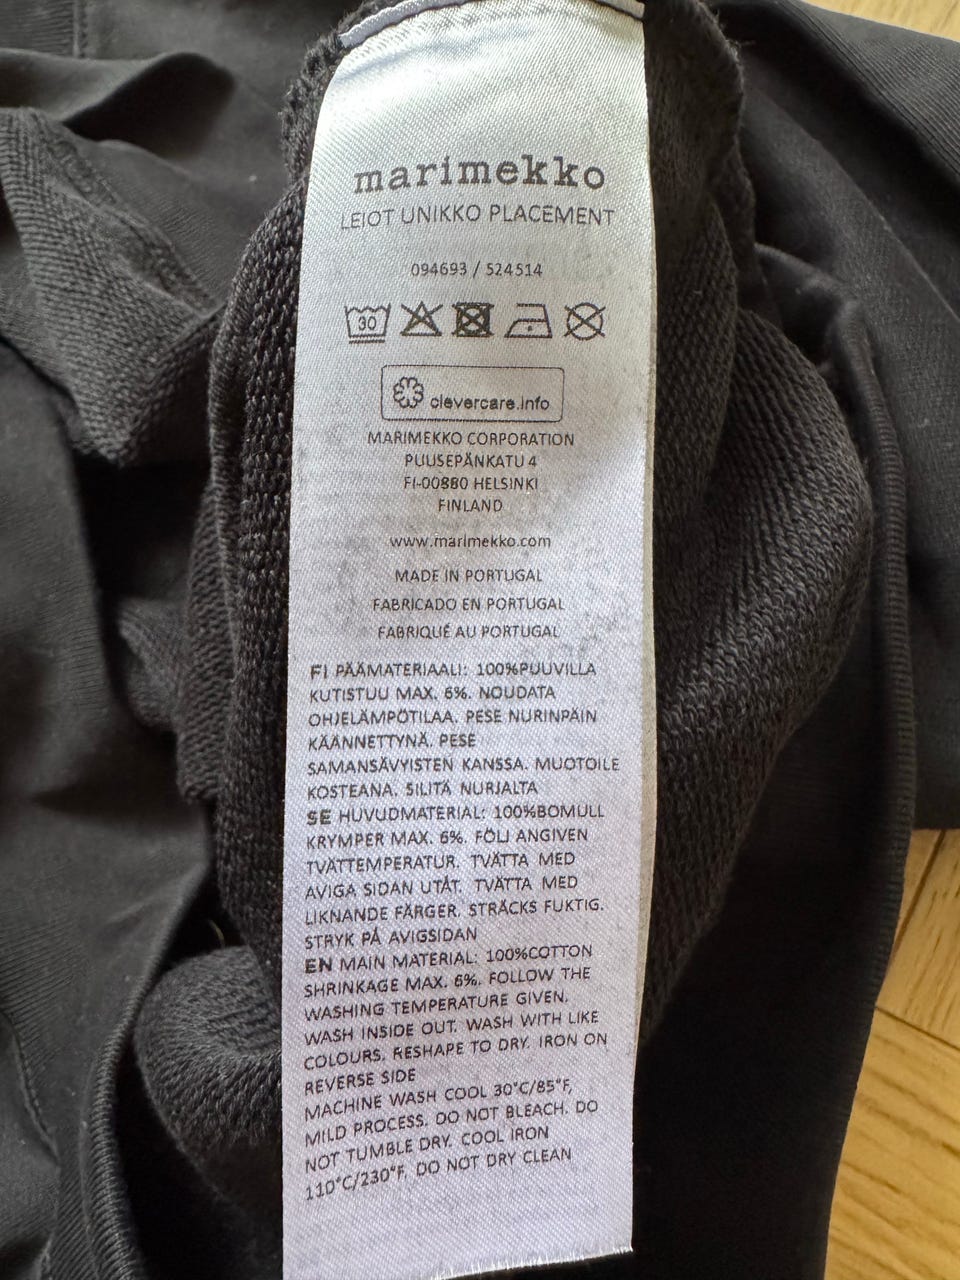 marimekko
LEIOT UNIKKO PLACEMENT
094693 / 524514
30
clevercare.info
MARIMEKKO CORPORATION
PUUSEPÄNKATU 4
FI-00880 HELSINKI
FINLAND
www.marimekko.com
MADE IN PORTUGAL
FABRICADO EN PORTUGAL
FABRIQUÉ AU PORTUGAL
FI PÄÄMATERIAALI: 100%PUUVILLA
KUTISTUU MAX. 6%. NOUDATA
OHJELÄMPÖTILAA. PESE NURINPÄIN
KÄÄNNETTYNÄ. PESE
SAMANSÄVYISTEN KANSSA. MUOTOILE
KOSTEANA. SILITÄ NURJALTA
SE HUVUDMATERIAL: 100%BOMULL
KRYMPER MAX. 6%. FÖLJ ANGIVEN
TVÄTTEMPERATUR. TVÄTTA MED
AVIGA SIDAN UTÅT. TVÄTTA MED
LIKNANDE FÄRGER. STRÄCKS FUKTIG.
STRYK PÅ AVIGSIDAN
EN MAIN MATERIAL: 100%COTTON
SHRINKAGE MAX. 6%. FOLLOW THE
WASHING TEMPERATURE GIVEN.
WASH INSIDE OUT. WASH WITH LIKE
COLOURS. RESHAPE TO DRY. IRON ON
REVERSE SIDE
MACHINE WASH COOL 30°C/85°F,
MILD PROCESS. DO NOT BLEACH. DO
NOT TUMBLE DRY. COOL IRON
110°C/230°F. DO NOT DRY CLEAN